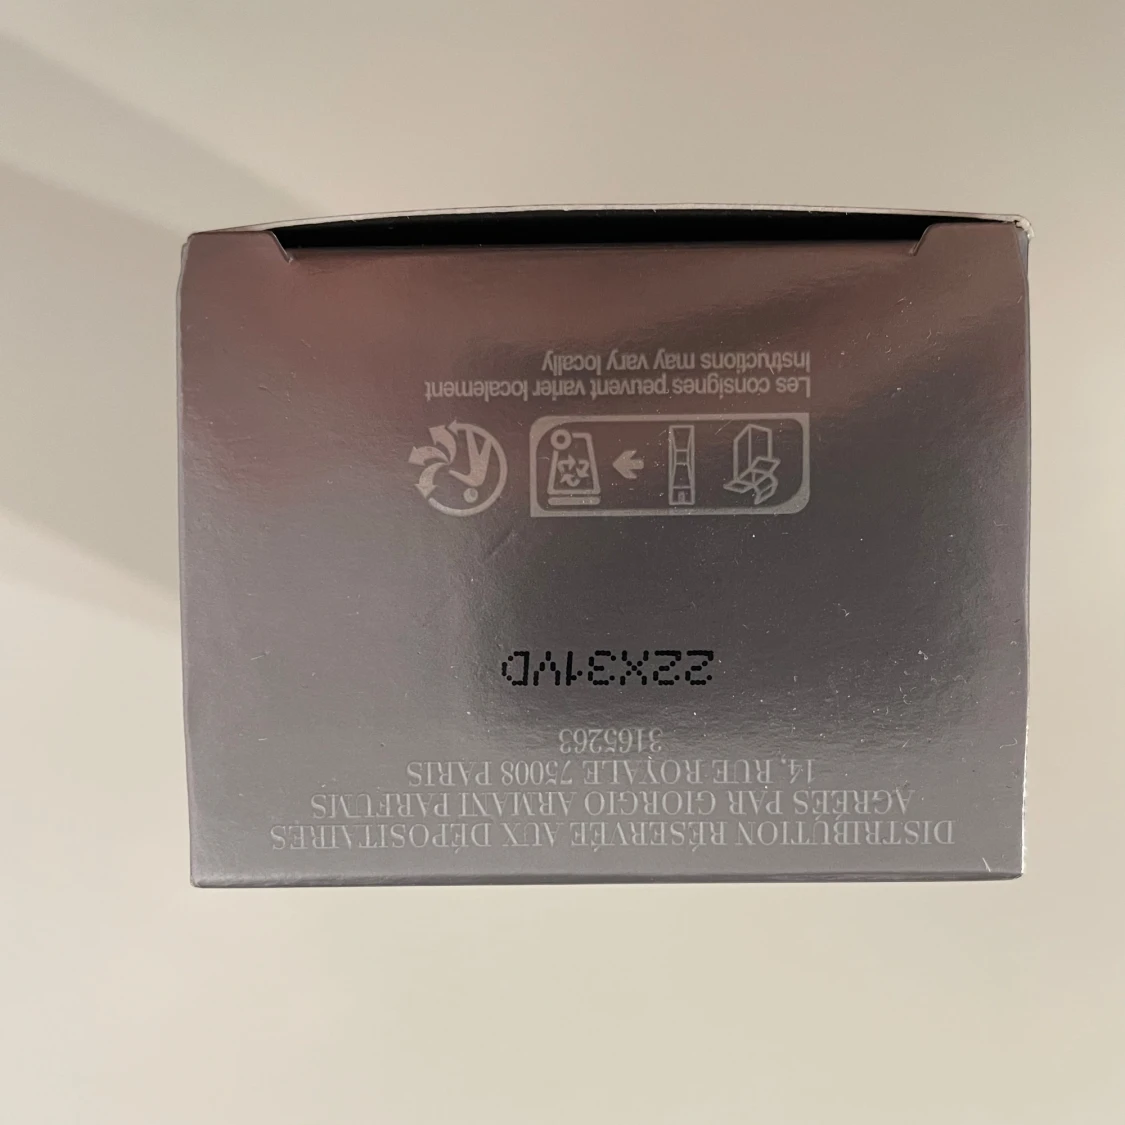 DISTRIBUTION RÉSERVÉE AUX DÉPOSITAIRES
AGRÉÉS PAR GIORGIO ARMANI PARFUMS
14, RUE ROYALE 75008 PARIS
3165263
22X31VD
Les consignes peuvent varier localement
Instructions may vary locally